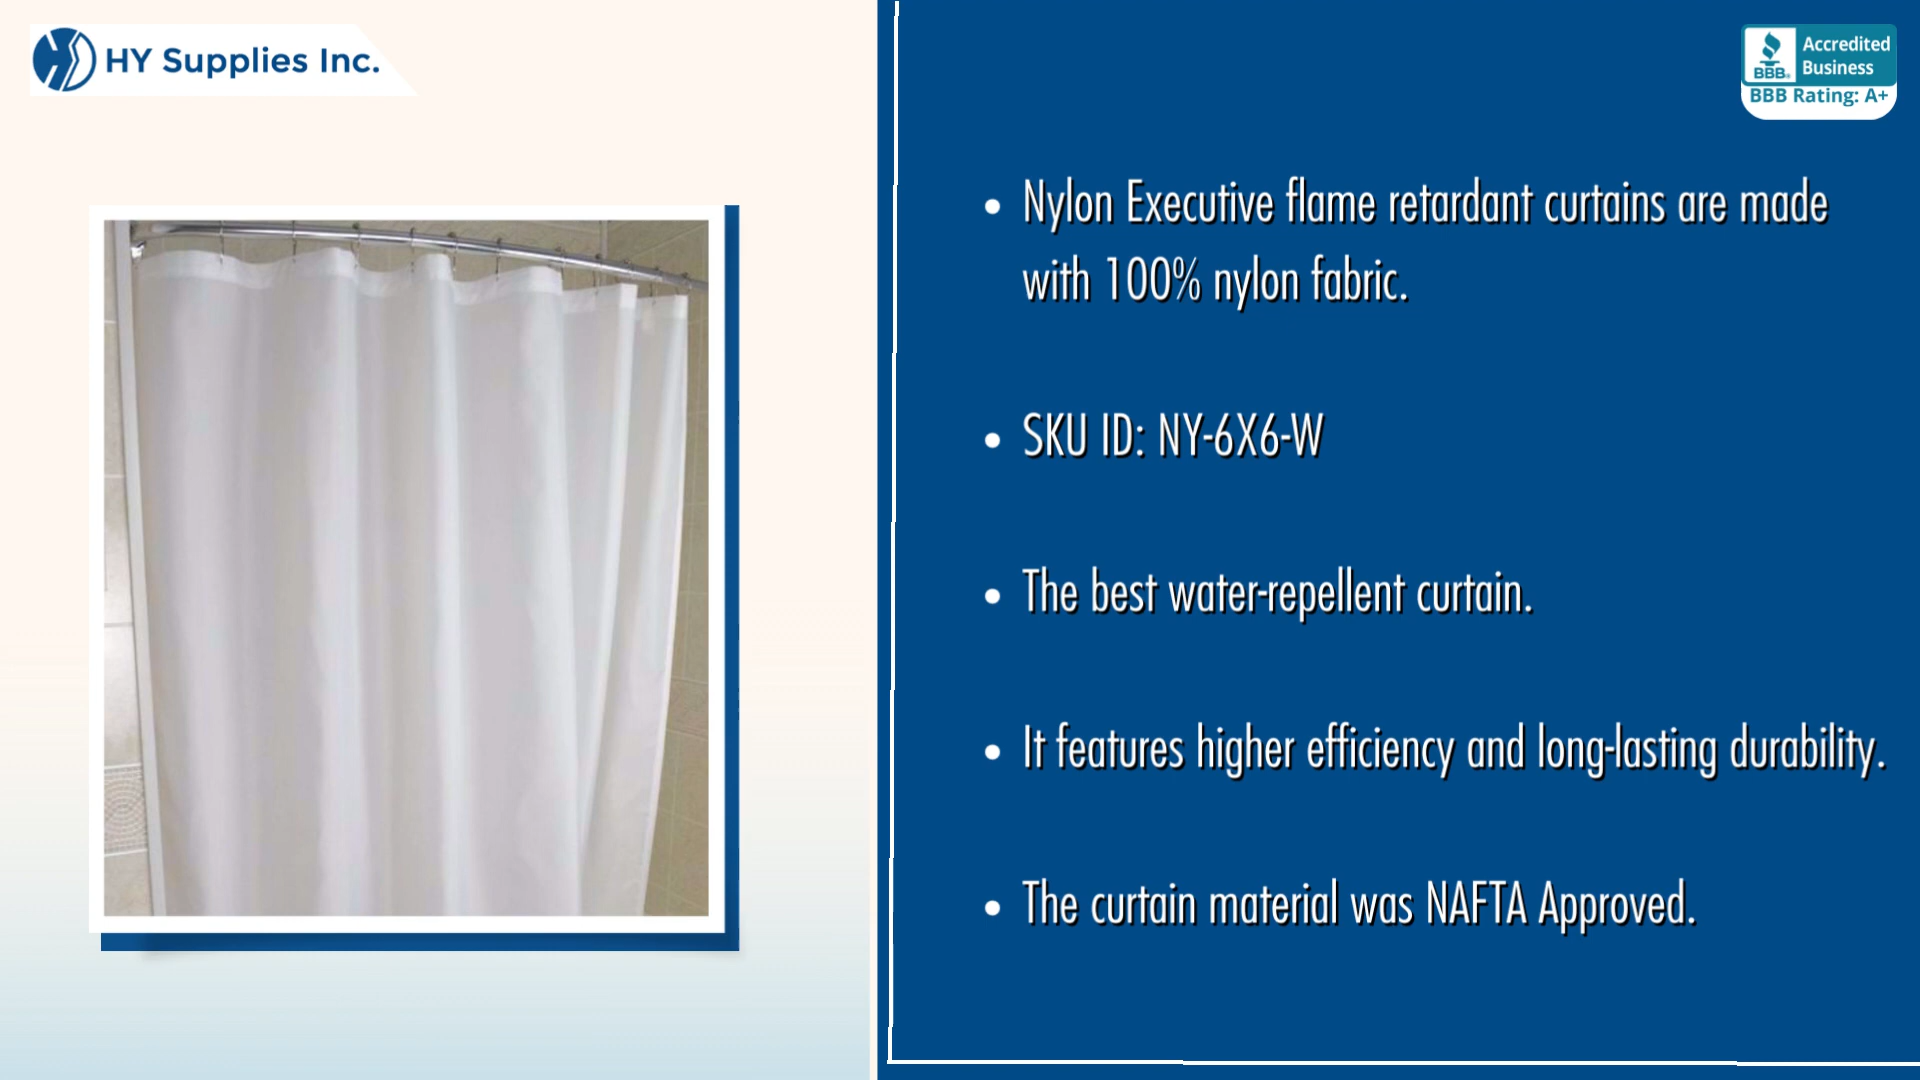 HY Supplies Inc.
BBB.
Accredited
Business
BBB Rating: A+
• Nylon Executive flame retardant curtains are made
with 100% nylon fabric.
• SKU ID: NY-6X6-W
• The best water-repellent curtain.
• It features higher efficiency and long-lasting durability.
• The curtain material was NAFTA Approved.